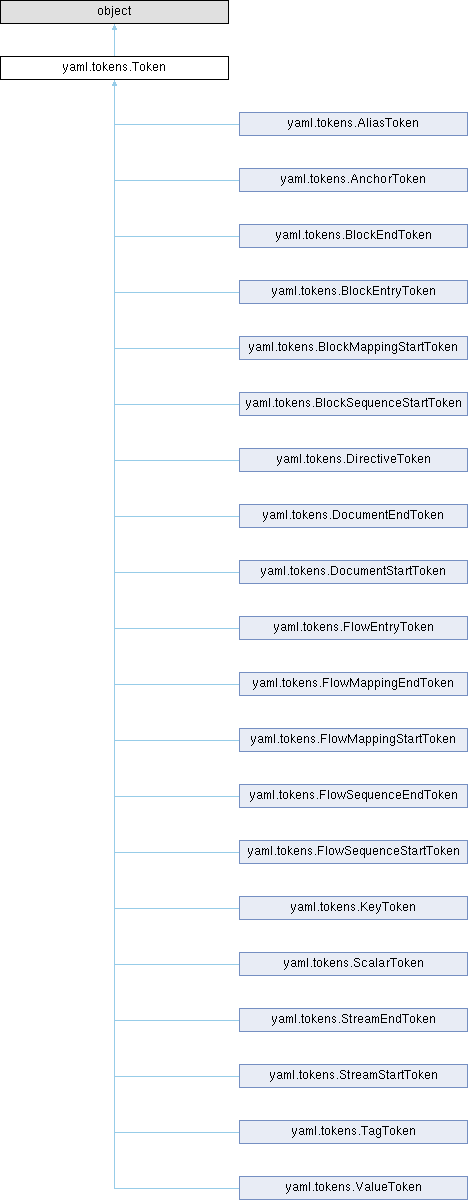 object
yaml.tokens.Token
yaml.tokens.AliasToken
yaml.tokens.AnchorToken
yaml.tokens.BlockEndToken
yaml.tokens.BlockEntryToken
yaml.tokens.BlockMappingStartToken
yaml.tokens.BlockSequenceStartToken
yaml.tokens.DirectiveToken
yaml.tokens.DocumentEndToken
yaml.tokens.DocumentStartToken
yaml.tokens.FlowEntryToken
yaml.tokens.FlowMappingEndToken
yaml.tokens.FlowMappingStartToken
yaml.tokens.FlowSequenceEndToken
yaml.tokens.FlowSequenceStartToken
yaml.tokens.KeyToken
yaml.tokens.ScalarToken
yaml.tokens.StreamEndToken
yaml.tokens.StreamStartToken
yaml.tokens.TagToken
yaml.tokens.ValueToken